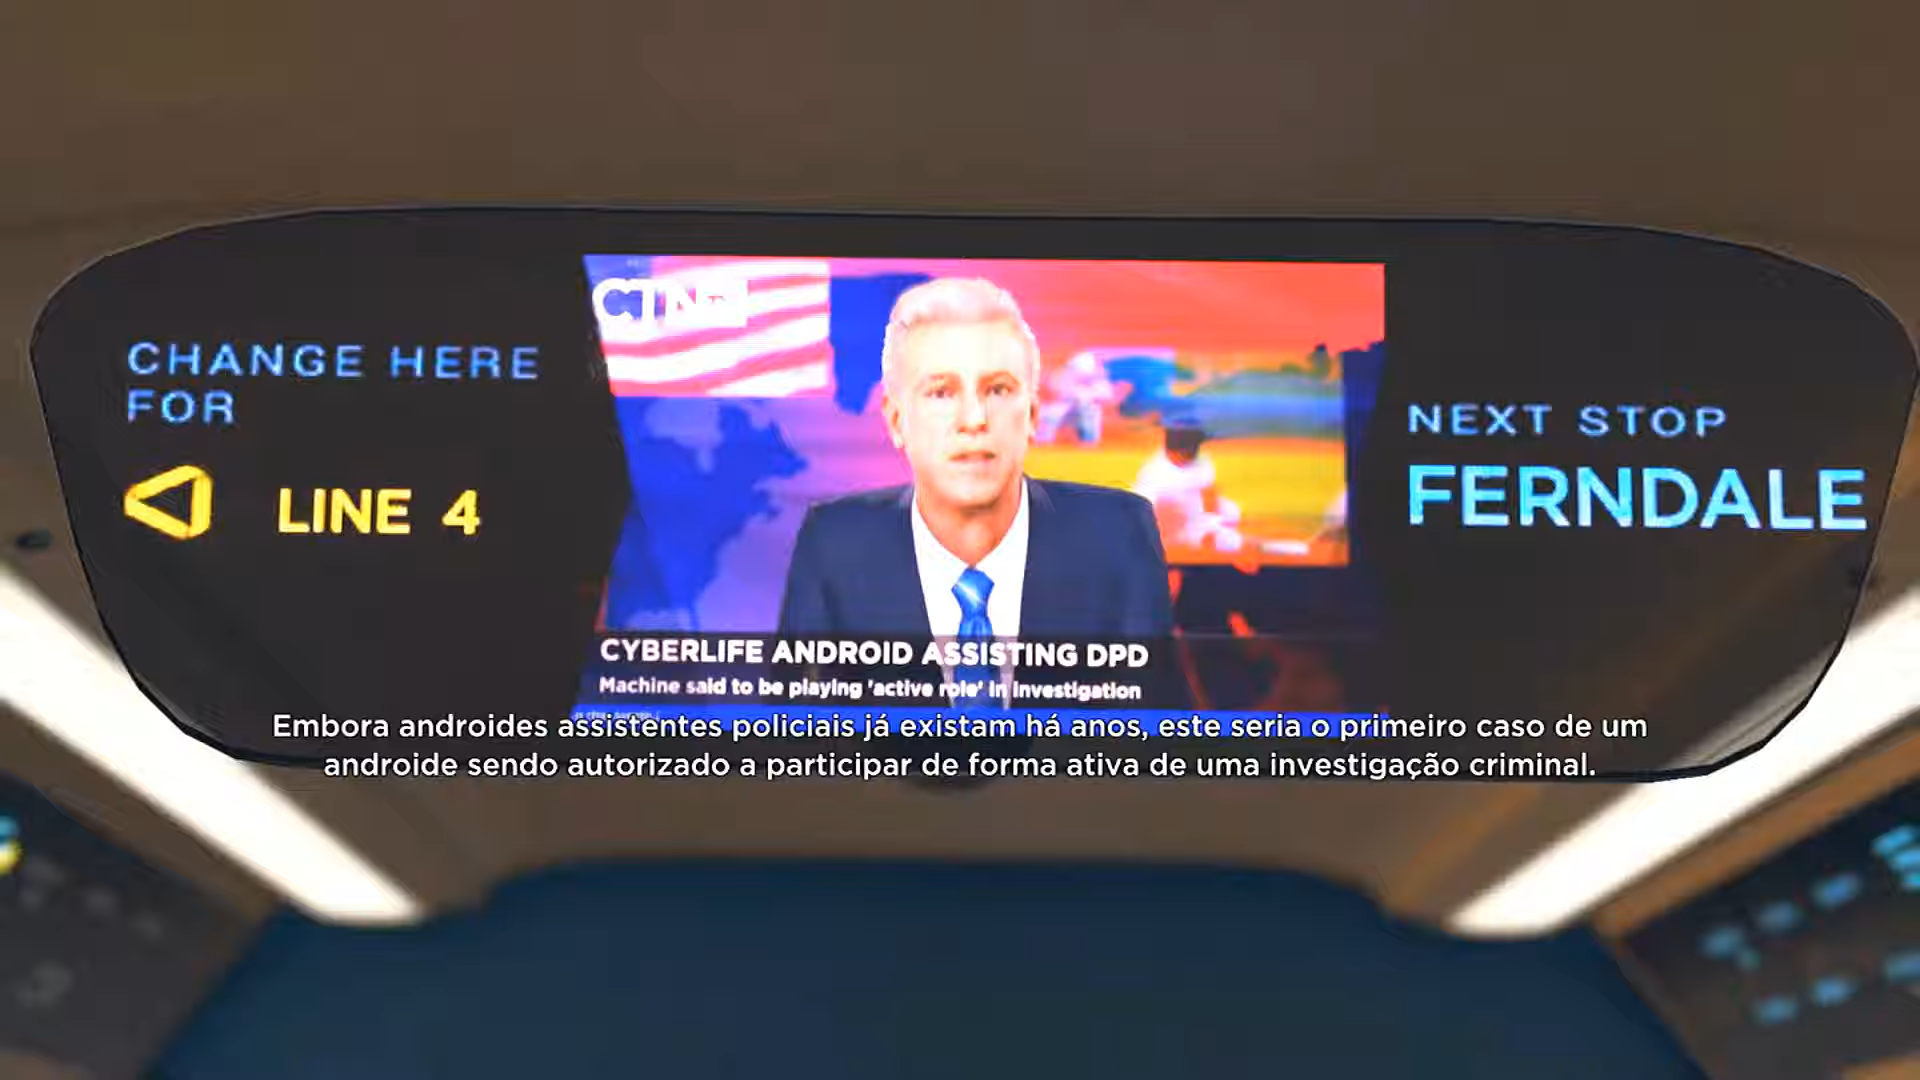 CTN
CHANGE HERE
FOR
LINE 4
NEXT STOP
FERNDALE
CYBERLIFE ANDROID ASSISTING DPD
Machine said to be playing 'active role' in investigation
Embora androides assistentes policiais já existam há anos, este seria o primeiro caso de um
androide sendo autorizado a participar de forma ativa de uma investigação criminal.